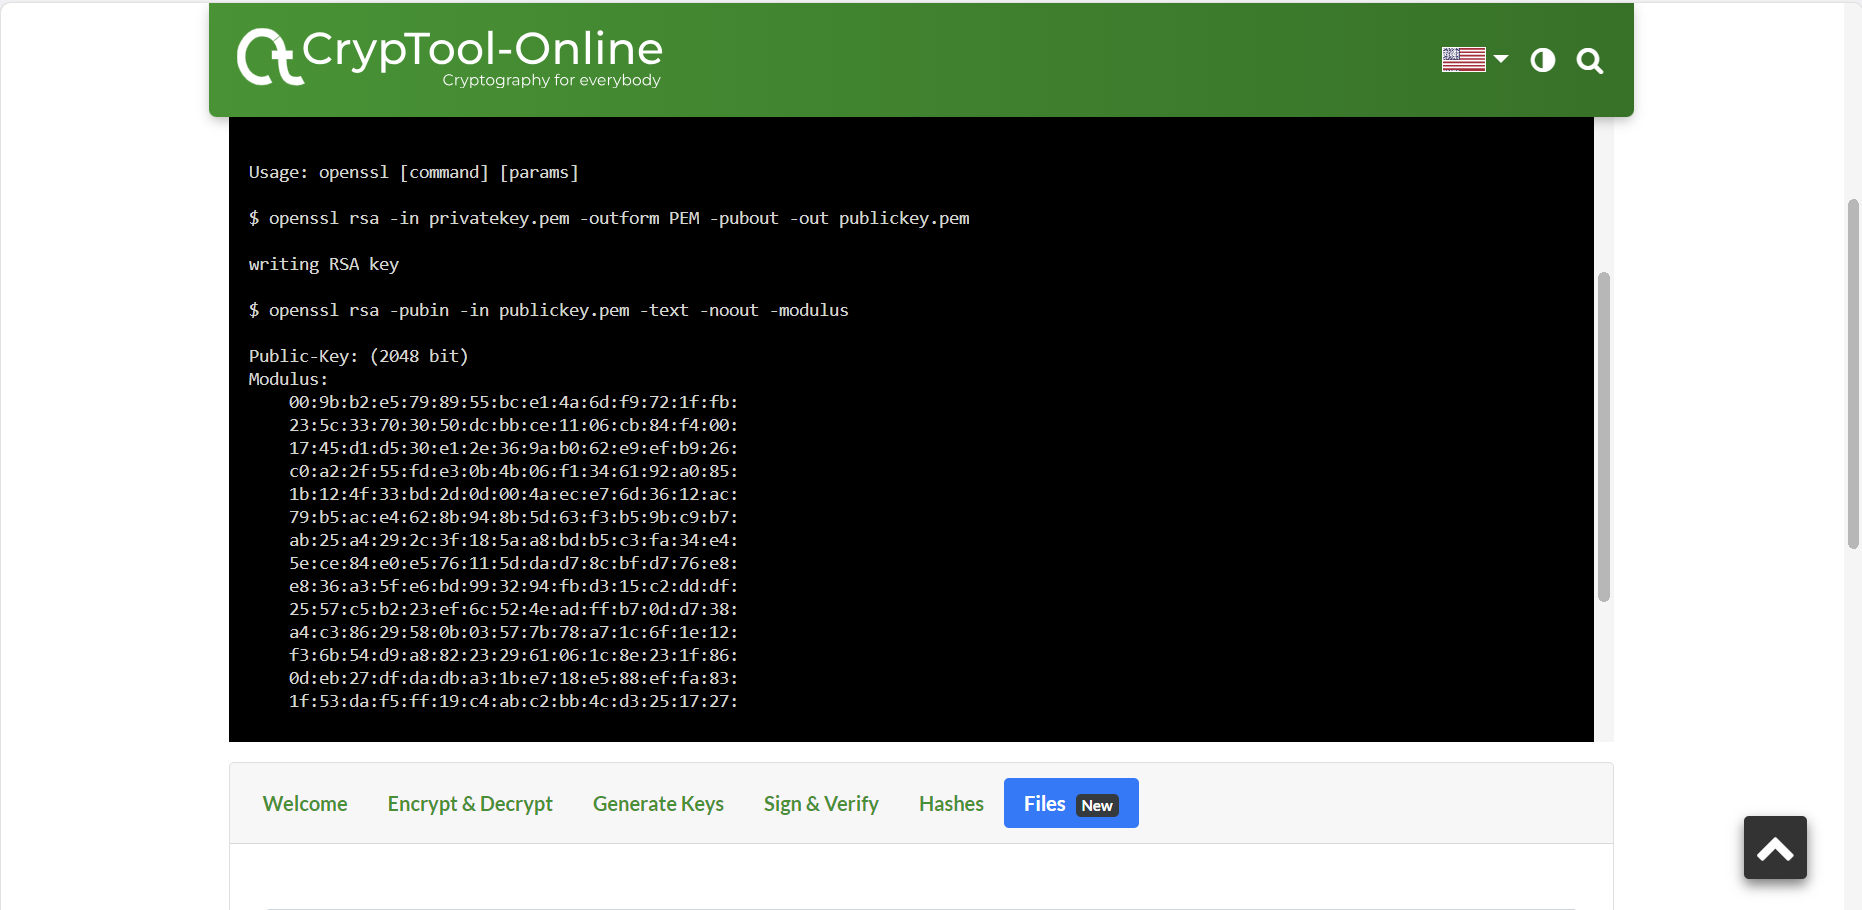 CrypTool-Online
Cryptography for everybody
Usage: openssl [command] [params]
$ openssl rsa -in privatekey.pem -outform PEM -pubout -out publickey.pem
writing RSA key
$ openssl rsa -pubin -in publickey.pem -text -noout -modulus
Public-Key: (2048 bit)
Modulus:
00:9b:b2:e5:79:89:55:bc:e1:4a:6d:f9:72:1f:fb:
23:5c:33:70:30:50:dc:bb:ce:11:06:cb:84:f4:00:
17:45:d1:d5:30:e1:2e:36:9a:b0:62:e9:ef:b9:26:
c0:a2:2f:55:fd:e3:0b:4b:06:f1:34:61:92:a0:85:
1b:12:4f:33:bd:2d:0d:00:4a:ec:e7:6d:36:12:ac:
79:b5:ac:e4:62:8b:94:8b:5d:63:f3:b5:9b:c9:b7:
ab:25:a4:29:2c:3f:18:5a:a8:bd:b5:c3:fa:34:e4:
5e:ce:84:e0:e5:76:11:5d:da:d7:8c:bf:d7:76:e8:
e8:36:a3:5f:e6:bd:99:32:94:fb:d3:15:c2:dd:df:
25:57:c5:b2:23:ef:6c:52:4e:ad:ff:b7:0d:d7:38:
a4:c3:86:29:58:0b:03:57:7b:78:a7:1c:6f:1e:12:
f3:6b:54:d9:a8:82:23:29:61:06:1c:8e:23:1f:86:
0d:eb:27:df:da:db:a3:1b:e7:18:e5:88:ef:fa:83:
1f:53:da:f5:ff:19:c4:ab:c2:bb:4c:d3:25:17:27:
Welcome Encrypt & Decrypt Generate Keys Sign & Verify Hashes Files New